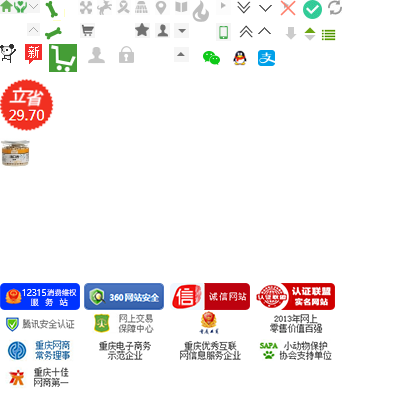 新
立省
29.70
支
12315消费维权
服 务 站
360网站安全
信
诚信网站
认证联盟
实名网站
腾讯安全认证
网上交易
保障中心
2013年网上
零售价值百强
重庆网商
常务理事
重庆电子商务
示范企业
重庆优秀互联
网信息服务企业
SAPA 小动物保护
协会支持单位
重庆十佳
网商第一